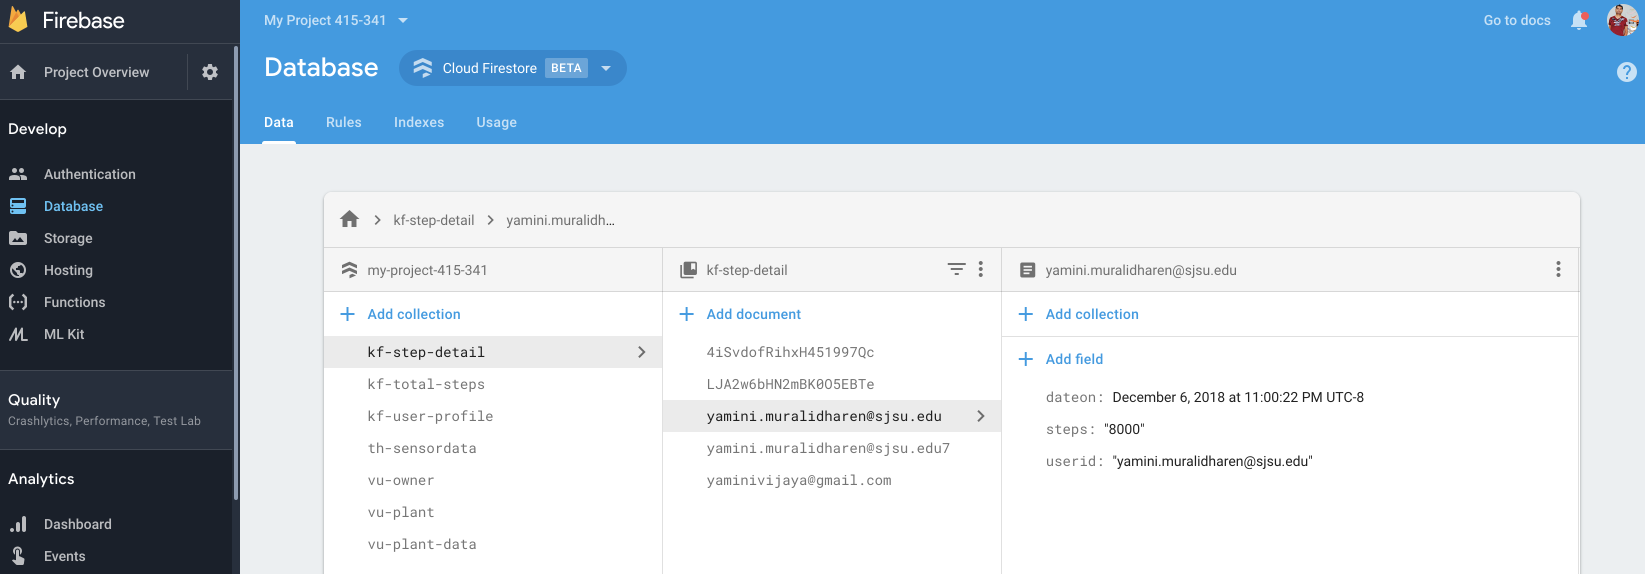 Firebase
Project Overview
Develop
Authentication
Database
Storage
Hosting
Functions
ML Kit
Quality
Crashlytics, Performance, Test Lab
Analytics
Dashboard
Events
My Project 415-341
Go to docs
Database Cloud Firestore BETA
Data Rules Indexes Usage
kf-step-detail yamini.muralidh...
my-project-415-341
Add collection
kf-step-detail
kf-total-steps
kf-user-profile
th-sensordata
vu-owner
vu-plant
vu-plant-data
kf-step-detail
Add document
4iSvdofRihxH451997Qc
LJA2w6bHN2mBK0O5EBTe
yamini.muralidharen@sjsu.edu
yamini.muralidharen@sjsu.edu7
yaminivijaya@gmail.com
yamini.muralidharen@sjsu.edu
Add collection
Add field
dateon: December 6, 2018 at 11:00:22 PM UTC-8
steps: "8000"
userid: "yamini.muralidharen@sjsu.edu"